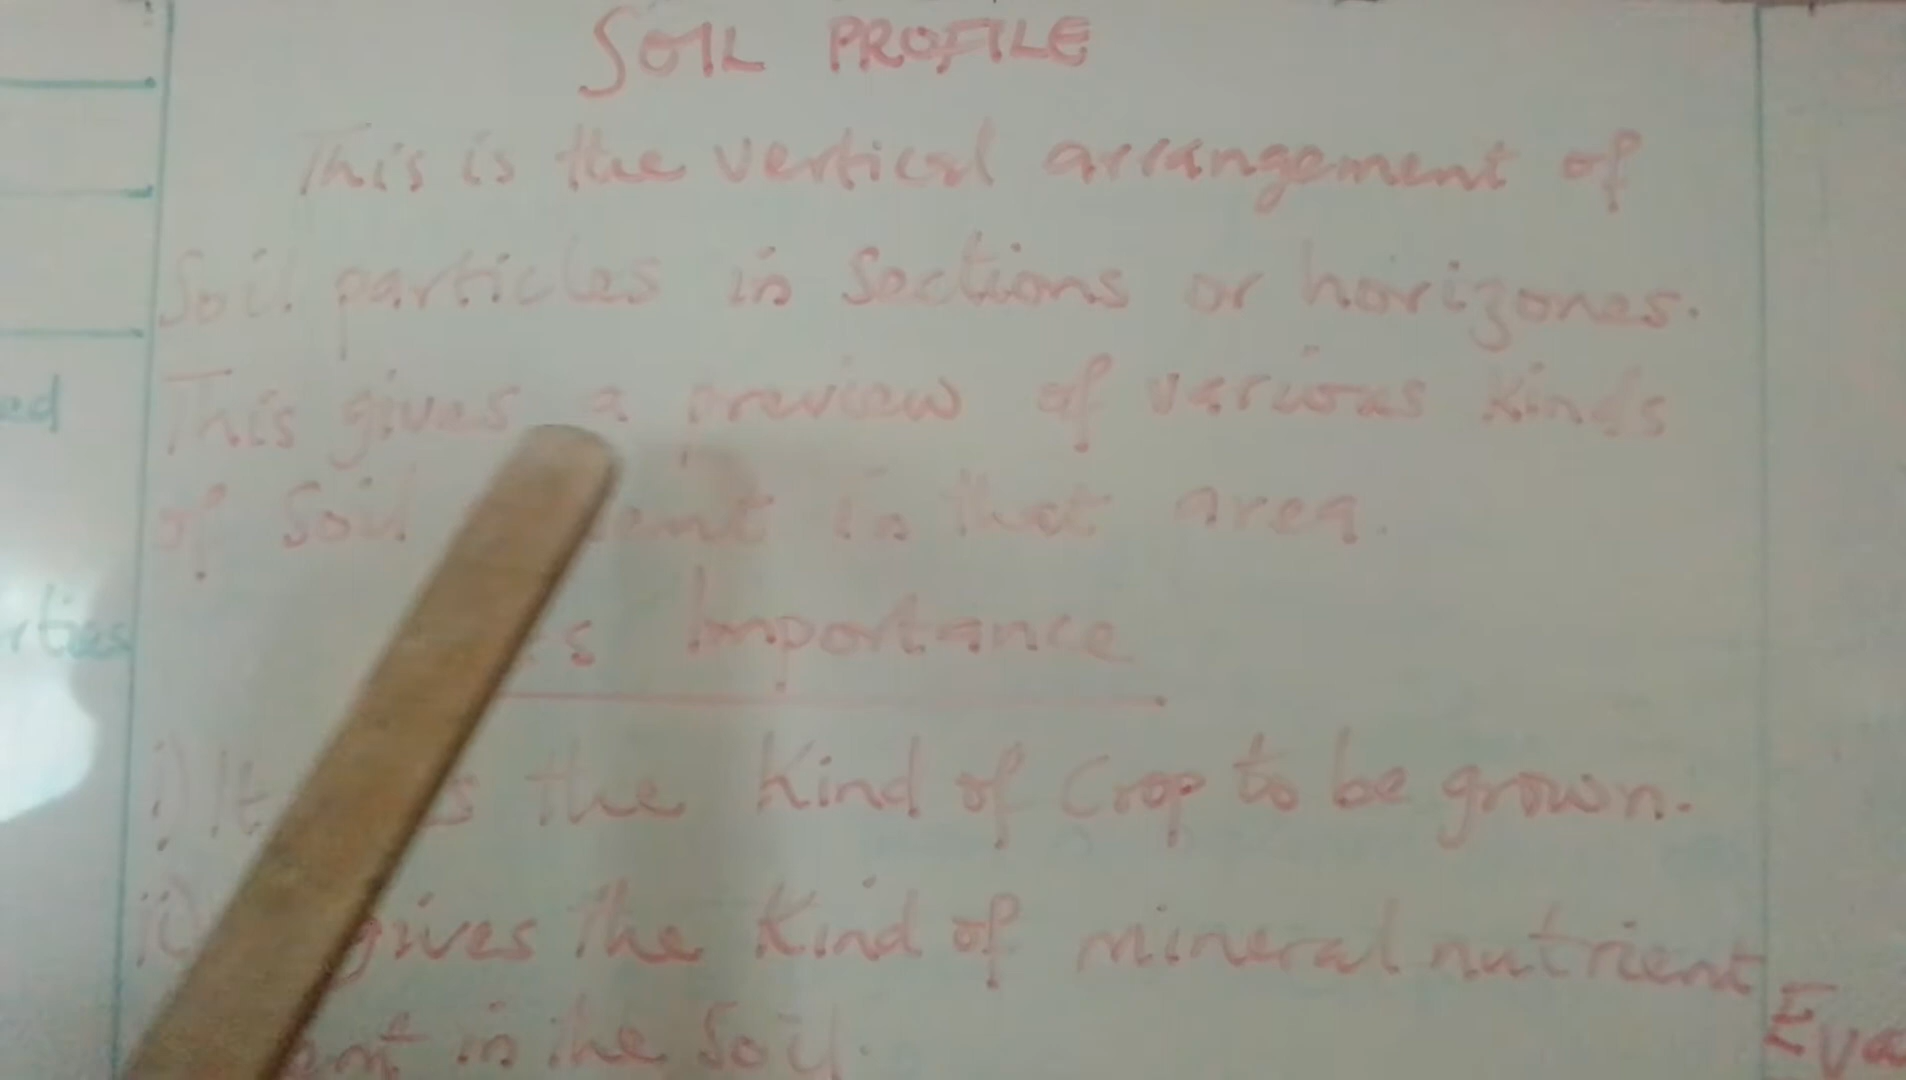 SOIL PROFILE
This is the vertical arrangement of
Soil particles in Sections or horizones.
This gives a preview of various kinds
of Soil in that area.
Importance
i) It the kind of Crop to be grown.
ii) gives the kind of mineral nutrient
in the Soil.
ed
rties
Eva